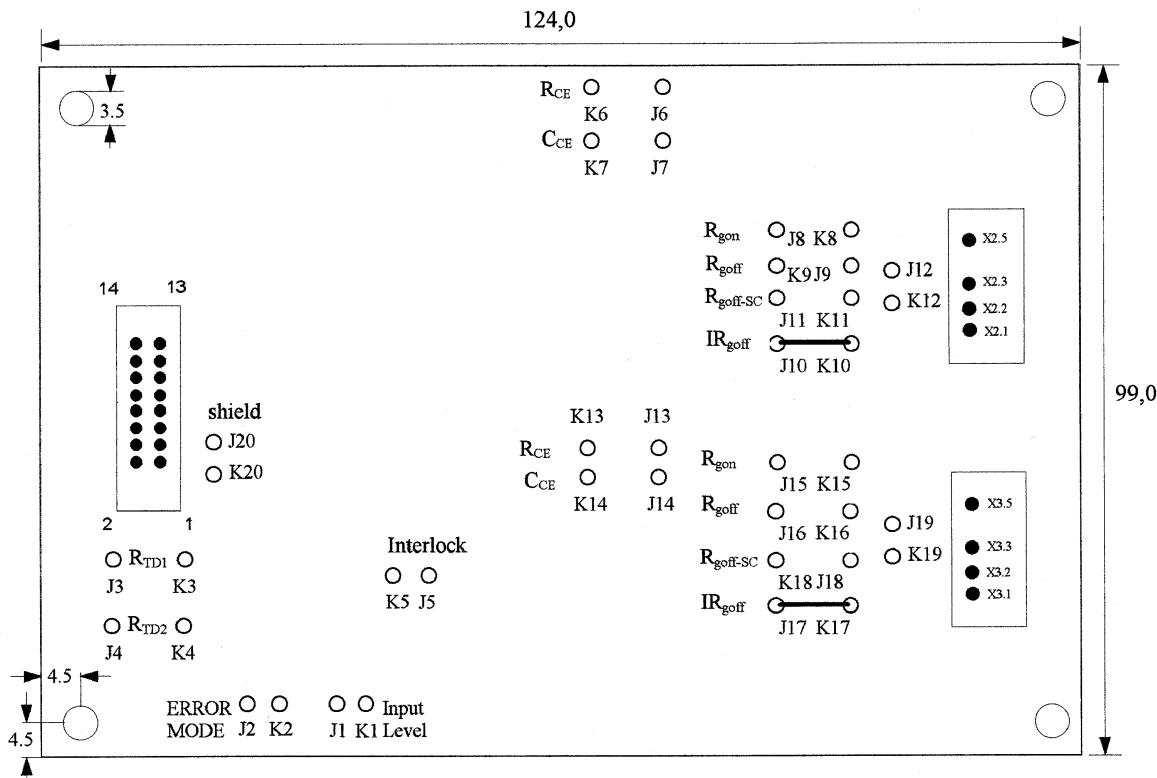 124,0
3.5
RCE
K6 J6
CCE
K7 J7
Rgon J8 K8
Rgoff K9 J9
Rgoff-SC
J11 K11
IRgoff
J10 K10
J12
K12
X2.5
X2.3
X2.2
X2.1
99,0
14 13
2 1
shield
J20
K20
K13 J13
RCE
CCE
K14 J14
Rgon
J15 K15
Rgoff
J16 K16
Rgoff-SC
K18 J18
IRgoff
J17 K17
J19
K19
X3.5
X3.3
X3.2
X3.1
RTD1
J3 K3
RTD2
J4 K4
Interlock
K5 J5
4.5
4.5
ERROR
MODE J2 K2
J1 K1
Input
Level